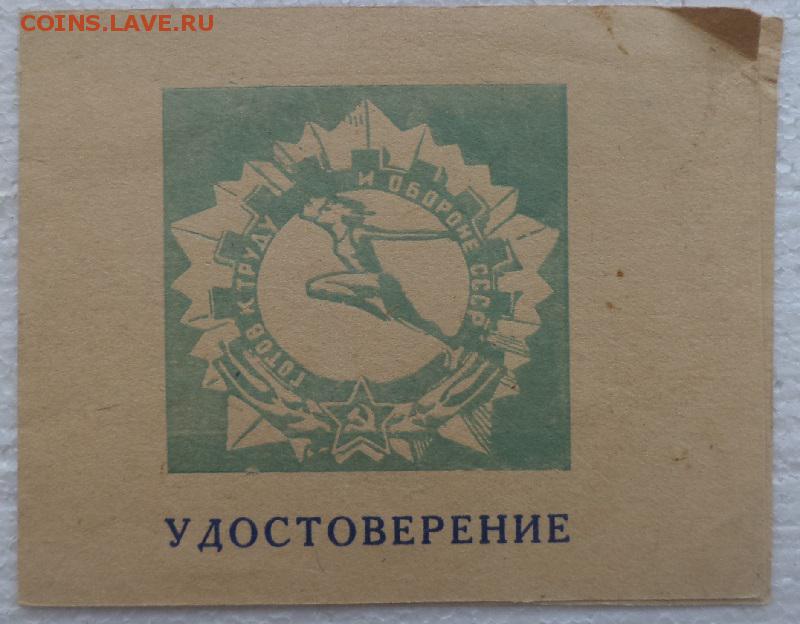 COINS.LAVE.RU
ГОТОВ К ТРУДУ И ОБОРОНЕ СССР
УДОСТОВЕРЕНИЕ